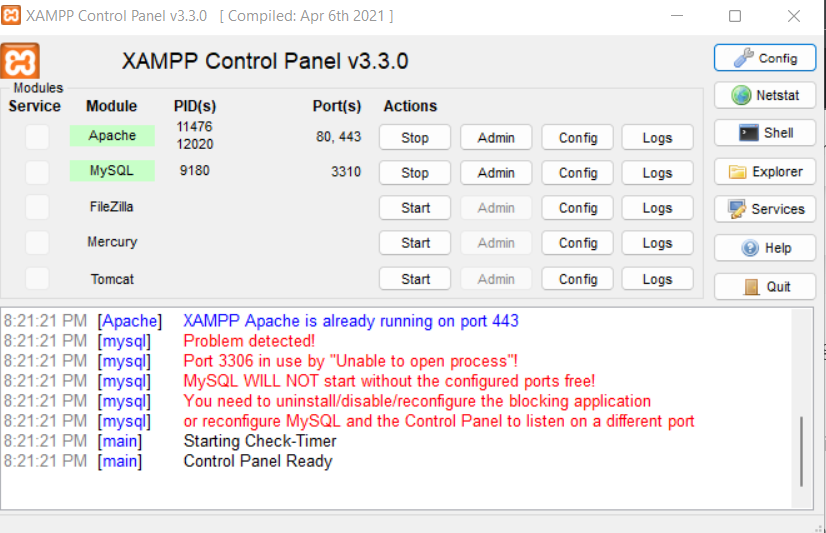 XAMPP Control Panel v3.3.0 [ Compiled: Apr 6th 2021 ]
XAMPP Control Panel v3.3.0
Config
Modules
Service Module PID(s) Port(s) Actions
Netstat
Apache 11476 12020 80, 443 Stop Admin Config Logs
Shell
MySQL 9180 3310 Stop Admin Config Logs
Explorer
FileZilla Start Admin Config Logs
Services
Mercury Start Admin Config Logs
Help
Tomcat Start Admin Config Logs
Quit
8:21:21 PM [Apache] XAMPP Apache is already running on port 443
8:21:21 PM [mysql] Problem detected!
8:21:21 PM [mysql] Port 3306 in use by "Unable to open process"!
8:21:21 PM [mysql] MySQL WILL NOT start without the configured ports free!
8:21:21 PM [mysql] You need to uninstall/disable/reconfigure the blocking application
8:21:21 PM [mysql] or reconfigure MySQL and the Control Panel to listen on a different port
8:21:21 PM [main] Starting Check-Timer
8:21:21 PM [main] Control Panel Ready